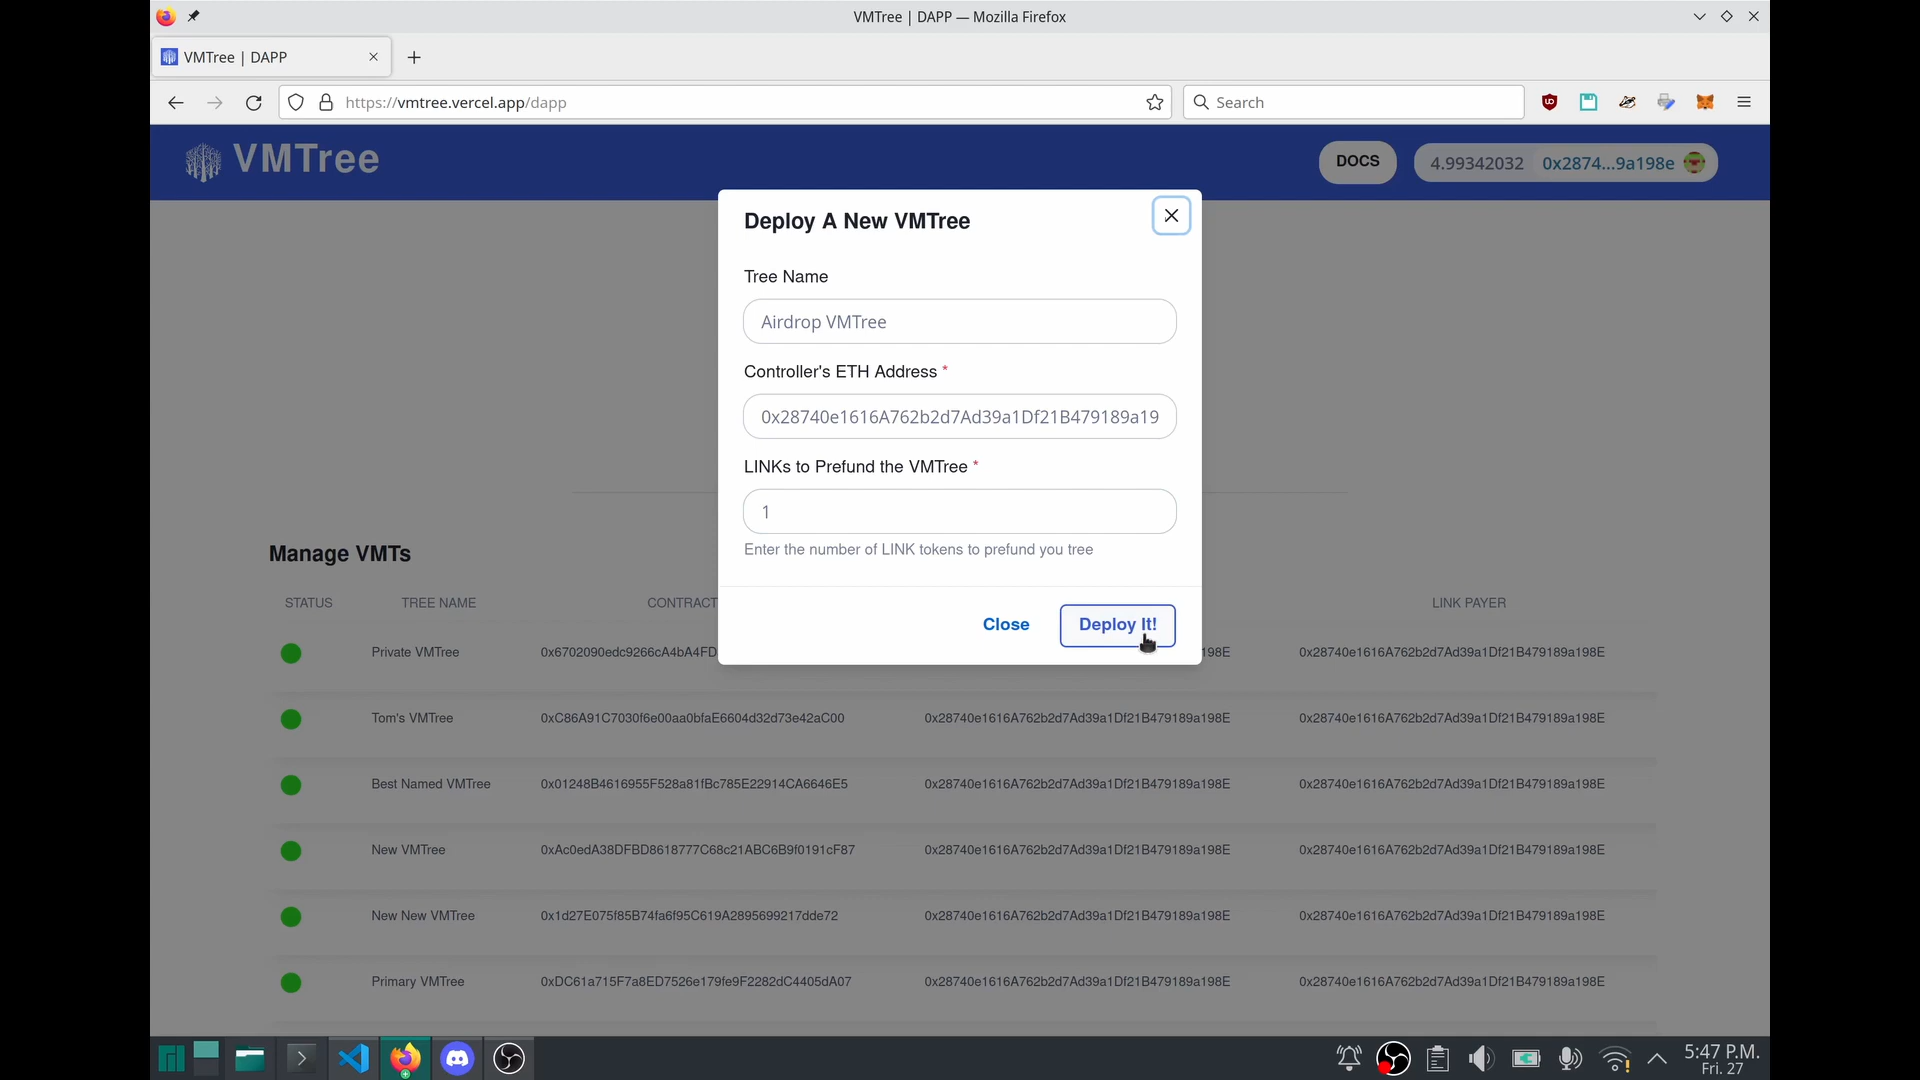 VMTree | DAPP — Mozilla Firefox
VMTree | DAPP
https://vmtree.vercel.app/dapp
Search
VMTree
DOCS
4.99342032 0x2874...9a198e
Deploy A New VMTree
Tree Name
Airdrop VMTree
Controller's ETH Address *
0x28740e1616A762b2d7Ad39a1Df21B479189a19
LINKs to Prefund the VMTree *
1
Enter the number of LINK tokens to prefund you tree
Close
Deploy It!
Manage VMTs
STATUS TREE NAME CONTRACT LINK PAYER
Private VMTree 0x6702090edc9266cA4bA4FD 198E 0x28740e1616A762b2d7Ad39a1Df21B479189a198E
Tom's VMTree 0xC86A91C7030f6e00aa0bfaE6604d32d73e42aC00 0x28740e1616A762b2d7Ad39a1Df21B479189a198E 0x28740e1616A762b2d7Ad39a1Df21B479189a198E
Best Named VMTree 0x01248B4616955F528a81fBc785E22914CA6646E5 0x28740e1616A762b2d7Ad39a1Df21B479189a198E 0x28740e1616A762b2d7Ad39a1Df21B479189a198E
New VMTree 0xAc0edA38DFBD8618777C68c21ABC6B9f0191cF87 0x28740e1616A762b2d7Ad39a1Df21B479189a198E 0x28740e1616A762b2d7Ad39a1Df21B479189a198E
New New VMTree 0x1d27E075f85B74fa6f95C619A2895699217dde72 0x28740e1616A762b2d7Ad39a1Df21B479189a198E 0x28740e1616A762b2d7Ad39a1Df21B479189a198E
Primary VMTree 0xDC61a715F7a8ED7526e179fe9F2282dC4405dA07 0x28740e1616A762b2d7Ad39a1Df21B479189a198E 0x28740e1616A762b2d7Ad39a1Df21B479189a198E
5:47 P.M.
Fri. 27